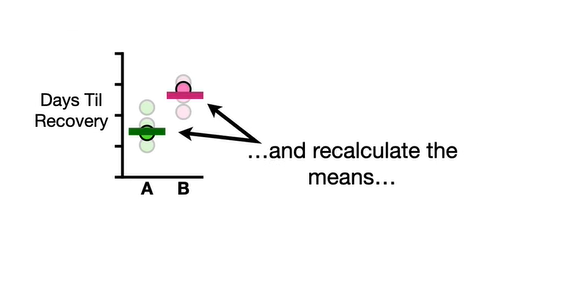 Days Til
Recovery
A B
…and recalculate the
means…